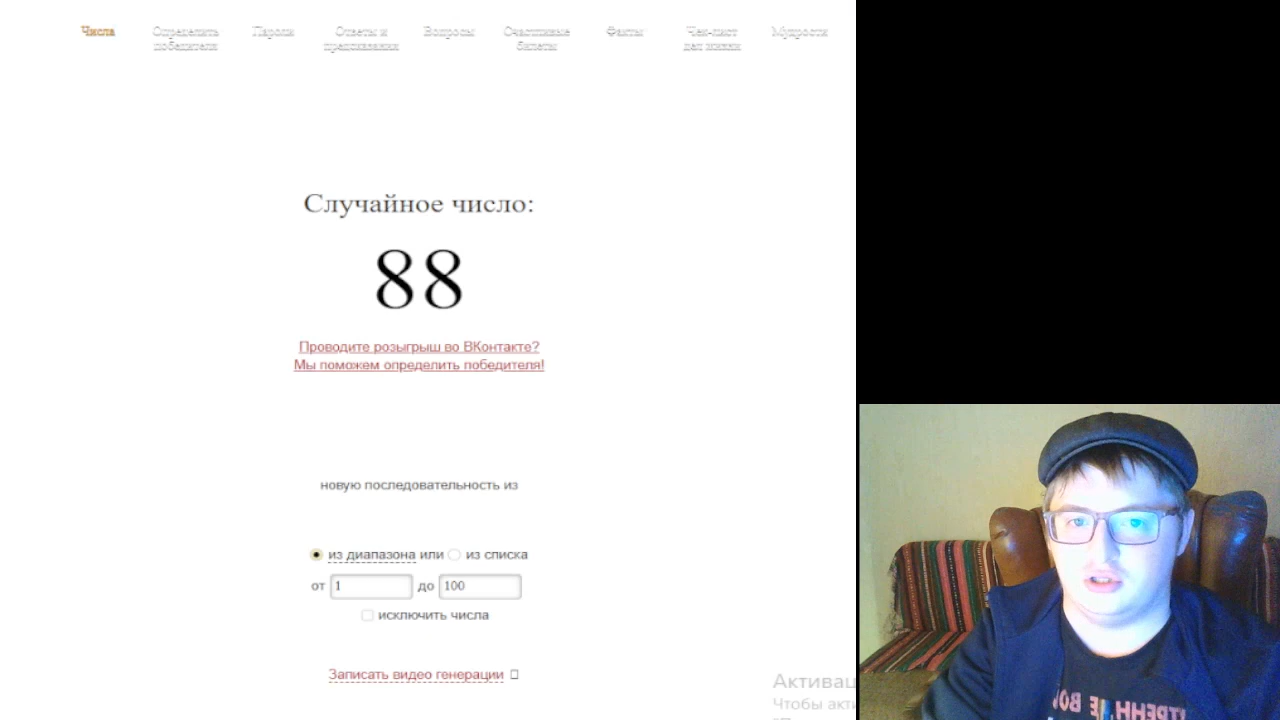 Числа
Определить
победителя
Пароли
Ответы и
предсказания
Вопросы
Счастливые
билеты
Факты
Чек-лист
дел жизни
Мудрости
Случайное число:
88
Проводите розыгрыш во ВКонтакте?
Мы поможем определить победителя!
новую последовательность из
из диапазона или из списка
от 1 до 100
исключить числа
Записать видео генерации
Активац
Чтобы акти